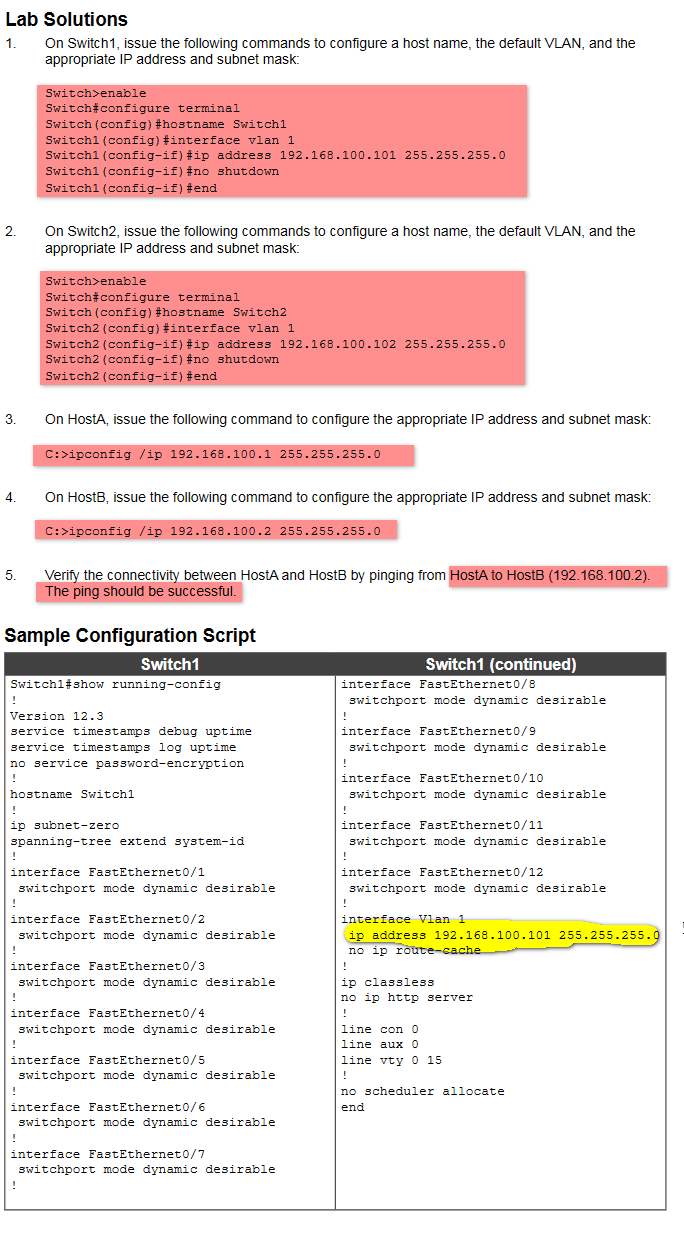 Lab Solutions
1. On Switch1, issue the following commands to configure a host name, the default VLAN, and the
appropriate IP address and subnet mask:
Switch>enable
Switch#configure terminal
Switch(config)#hostname Switch1
Switch1(config)#interface vlan 1
Switch1(config-if)#ip address 192.168.100.101 255.255.255.0
Switch1(config-if)#no shutdown
Switch1(config-if)#end
2. On Switch2, issue the following commands to configure a host name, the default VLAN, and the
appropriate IP address and subnet mask:
Switch>enable
Switch#configure terminal
Switch(config)#hostname Switch2
Switch2(config)#interface vlan 1
Switch2(config-if)#ip address 192.168.100.102 255.255.255.0
Switch2(config-if)#no shutdown
Switch2(config-if)#end
3. On HostA, issue the following command to configure the appropriate IP address and subnet mask:
C:>ipconfig /ip 192.168.100.1 255.255.255.0
4. On HostB, issue the following command to configure the appropriate IP address and subnet mask:
C:>ipconfig /ip 192.168.100.2 255.255.255.0
5. Verify the connectivity between HostA and HostB by pinging from HostA to HostB (192.168.100.2).
The ping should be successful.
Sample Configuration Script
Switch1
Switch1#show running-config
!
Version 12.3
service timestamps debug uptime
service timestamps log uptime
no service password-encryption
!
hostname Switch1
!
ip subnet-zero
spanning-tree extend system-id
!
interface FastEthernet0/1
switchport mode dynamic desirable
!
interface FastEthernet0/2
switchport mode dynamic desirable
!
interface FastEthernet0/3
switchport mode dynamic desirable
!
interface FastEthernet0/4
switchport mode dynamic desirable
!
interface FastEthernet0/5
switchport mode dynamic desirable
!
interface FastEthernet0/6
switchport mode dynamic desirable
!
interface FastEthernet0/7
switchport mode dynamic desirable
!
Switch1 (continued)
interface FastEthernet0/8
switchport mode dynamic desirable
!
interface FastEthernet0/9
switchport mode dynamic desirable
!
interface FastEthernet0/10
switchport mode dynamic desirable
!
interface FastEthernet0/11
switchport mode dynamic desirable
!
interface FastEthernet0/12
switchport mode dynamic desirable
!
interface Vlan 1
ip address 192.168.100.101 255.255.255.0
no ip route-cache
!
ip classless
no ip http server
!
line con 0
line aux 0
line vty 0 15
!
no scheduler allocate
end